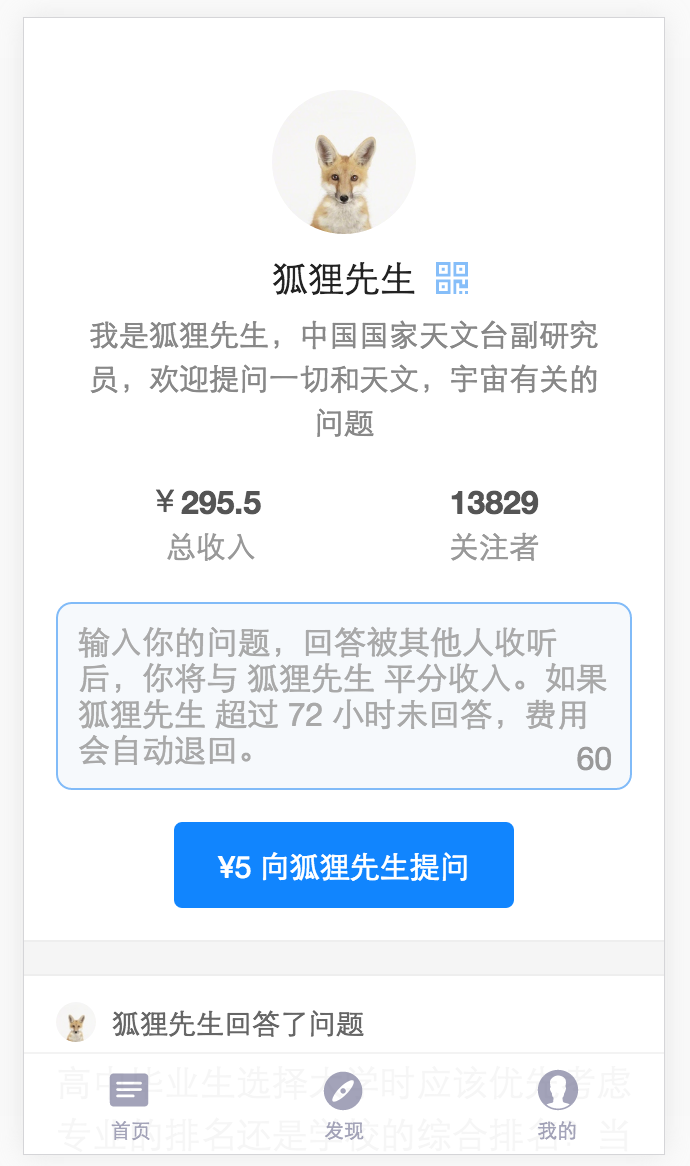 狐狸先生
我是狐狸先生，中国国家天文台副研究
员，欢迎提问一切和天文，宇宙有关的
问题
¥295.5
13829
总收入
关注者
输入你的问题，回答被其他人收听
后，你将与 狐狸先生 平分收入。如果
狐狸先生 超过 72 小时未回答，费用
会自动退回。
60
¥5 向狐狸先生提问
狐狸先生回答了问题
高中毕业生选择大学时应该优先考虑
专业的排名还是学校的综合排名？当
首页
发现
我的